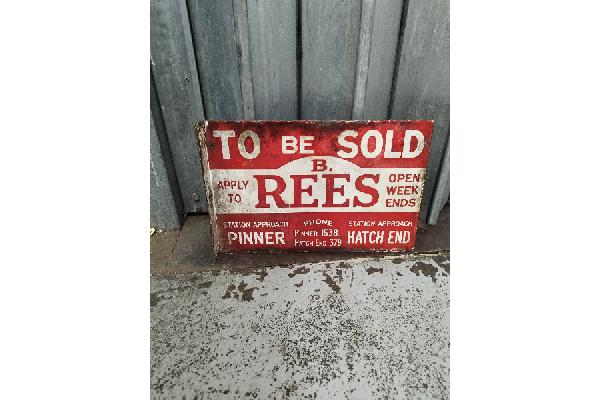 TO BE SOLD
B.
APPLY TO REES OPEN WEEK ENDS
STATION APPROACH PHONE STATION APPROACH
PINNER PINNER 1538. HATCH END
HATCH END 379